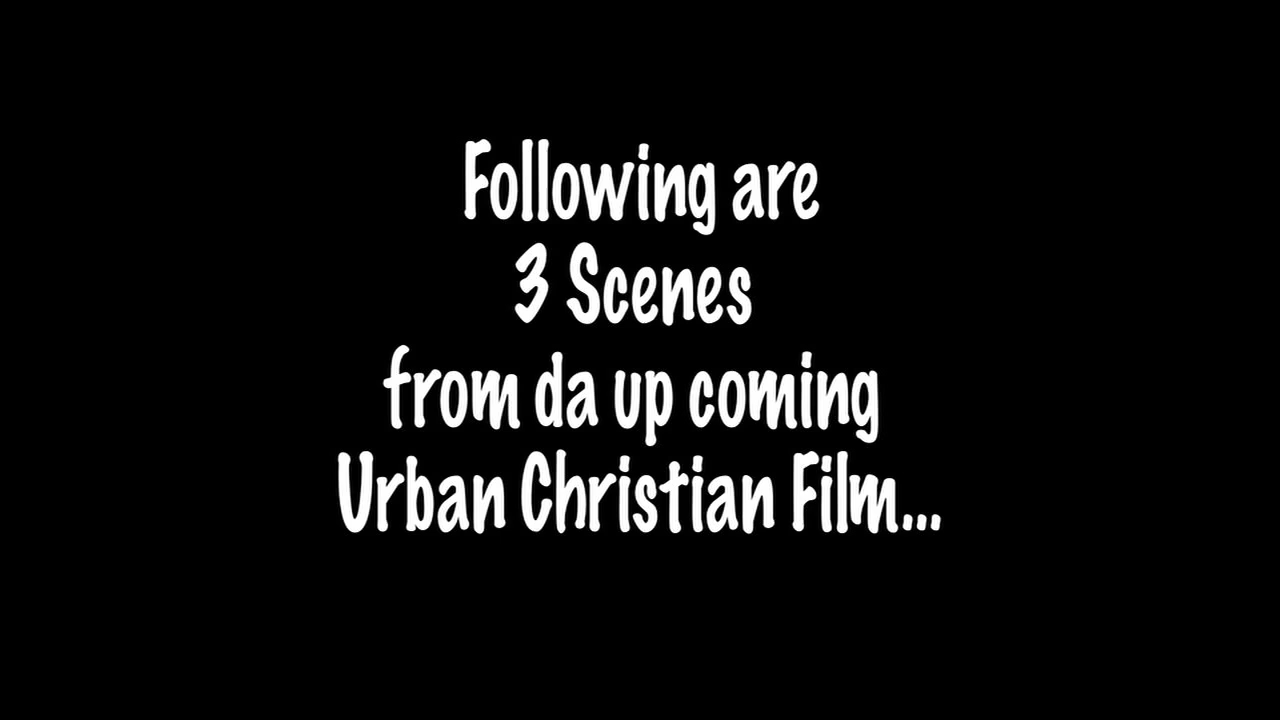 Following are
3 Scenes
from da up coming
Urban Christian Film...